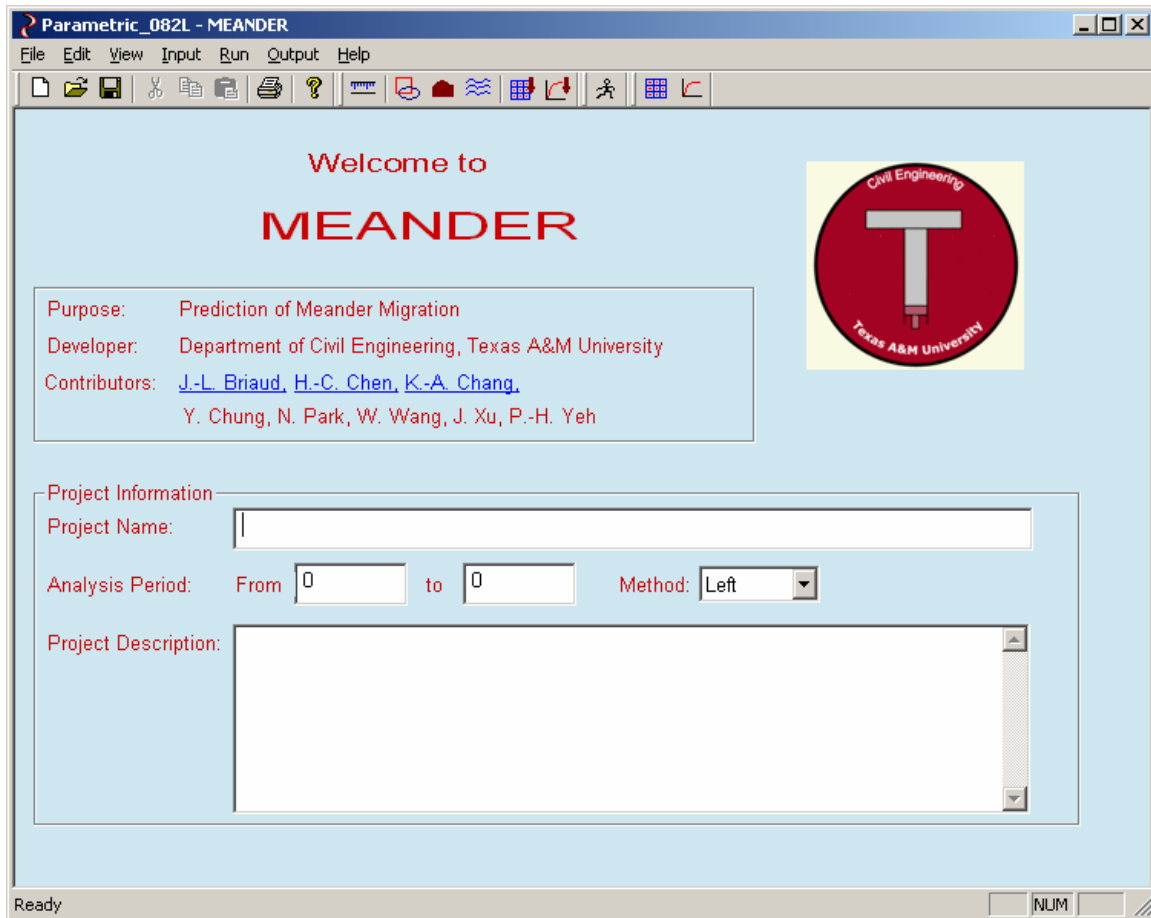 Parametric_082L - MEANDER
File Edit View Input Run Output Help
Welcome to
MEANDER
Civil Engineering
T
Texas A&M University
Purpose: Prediction of Meander Migration
Developer: Department of Civil Engineering, Texas A&M University
Contributors: J.-L. Briaud, H.-C. Chen, K.-A. Chang,
Y. Chung, N. Park, W. Wang, J. Xu, P.-H. Yeh
Project Information
Project Name:
Analysis Period: From 0 to 0 Method: Left
Project Description:
Ready NUM